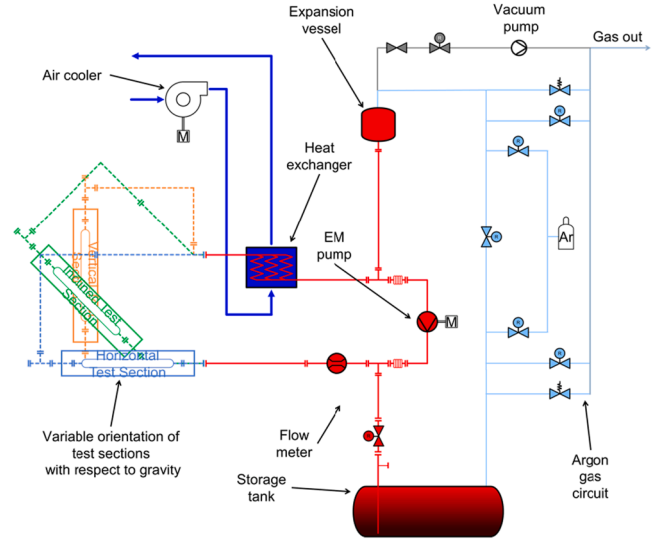 Expansion
vessel
Vacuum
pump
Gas out
Air cooler
M
Heat
exchanger
EM
pump
M
Ar
Vertical
Inclined Test
Section
Horizontal
Test Section
Variable orientation of
test sections
with respect to gravity
Flow
meter
Storage
tank
Argon
gas
circuit